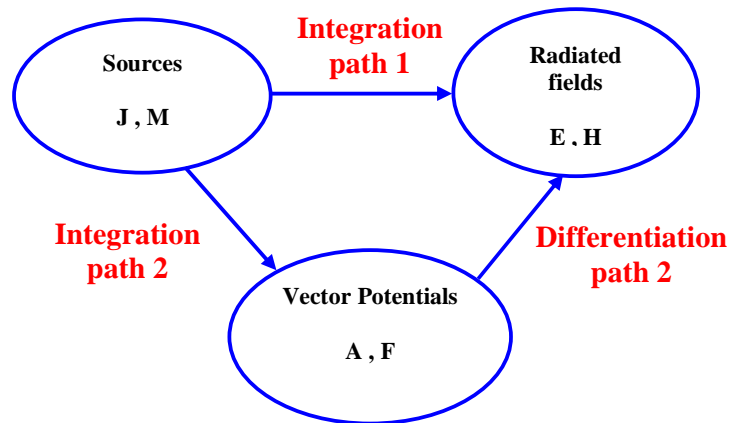 Integration
path 1
Sources
J , M
Radiated
fields
E , H
Integration
path 2
Differentiation
path 2
Vector Potentials
A , F